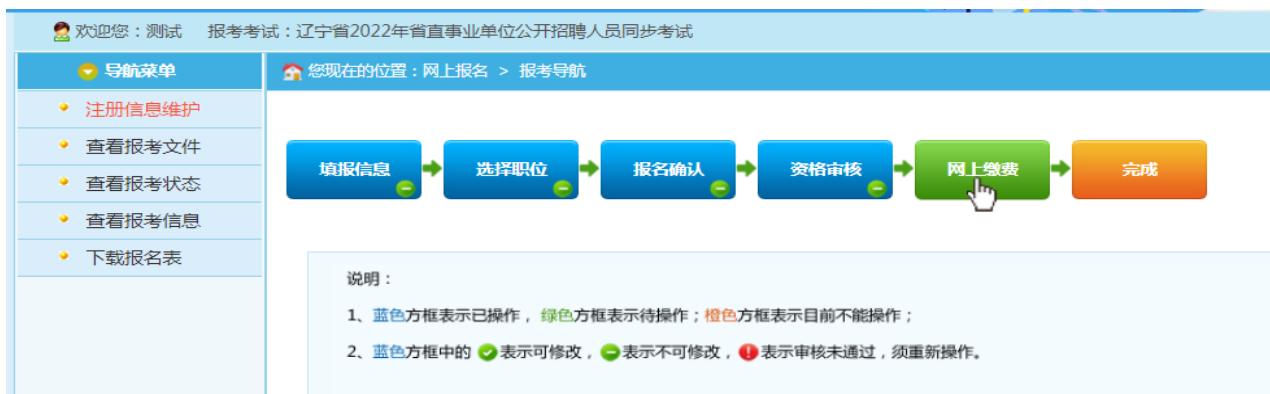 欢迎您：测试 报考考试：辽宁省2022年省直事业单位公开招聘人员同步考试
导航菜单
您现在的位置：网上报名 > 报考导航
注册信息维护
查看报考文件
查看报考状态
查看报考信息
下载报名表
填报信息
选择职位
报名确认
资格审核
网上缴费
完成
说明：
1、蓝色方框表示已操作，绿色方框表示待操作；橙色方框表示目前不能操作；
2、蓝色方框中的 表示可修改， 表示不可修改， 表示审核未通过，须重新操作。